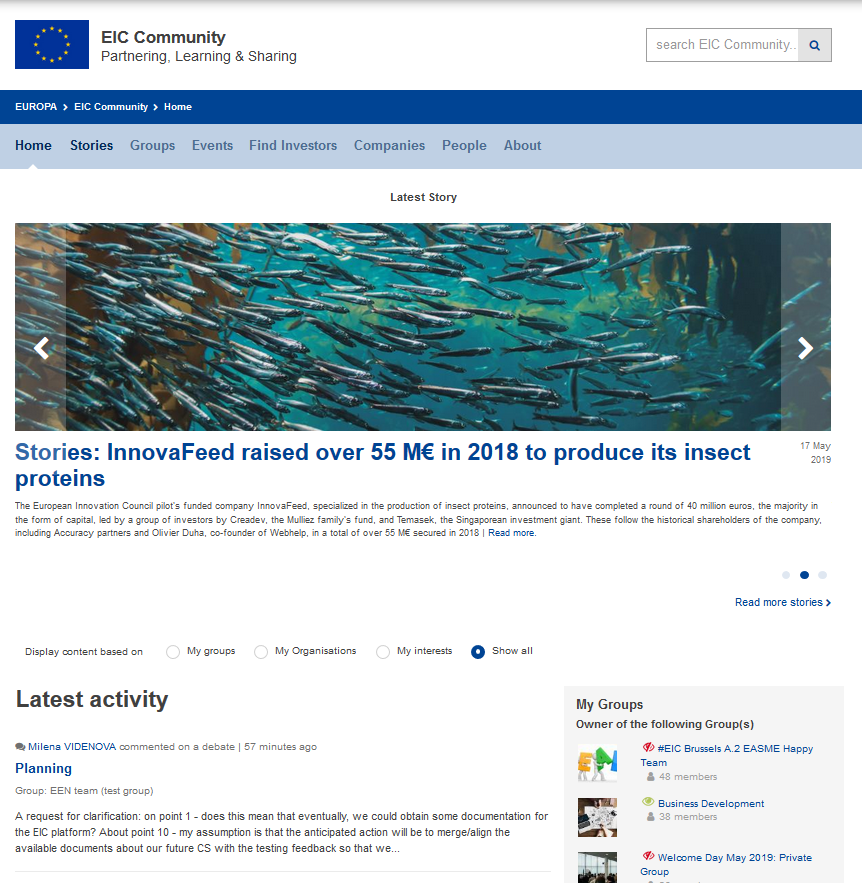 EIC Community
Partnering, Learning & Sharing
search EIC Community..
EUROPA > EIC Community > Home
Home Stories Groups Events Find Investors Companies People About
Latest Story
Stories: InnovaFeed raised over 55 M€ in 2018 to produce its insect
proteins
17 May
2019
The European Innovation Council pilot's funded company InnovaFeed, specialized in the production of insect proteins, announced to have completed a round of 40 million euros, the majority in
the form of capital, led by a group of investors by Creadev, the Mulliez family's fund, and Temasek, the Singaporean investment giant. These follow the historical shareholders of the company,
including Accuracy partners and Olivier Duha, co-founder of Webhelp, in a total of over 55 M€ secured in 2018 | Read more.
Read more stories >
Display content based on My groups My Organisations My interests Show all
Latest activity
Milena VIDENOVA commented on a debate | 57 minutes ago
Planning
Group: EEN team (test group)
A request for clarification: on point 1 - does this mean that eventually, we could obtain some documentation for
the EIC platform? About point 10 - my assumption is that the anticipated action will be to merge/align the
available documents about our future CS with the testing feedback so that we...
My Groups
Owner of the following Group(s)
#EIC Brussels A.2 EASME Happy
Team
48 members
Business Development
38 members
Welcome Day May 2019: Private
Group